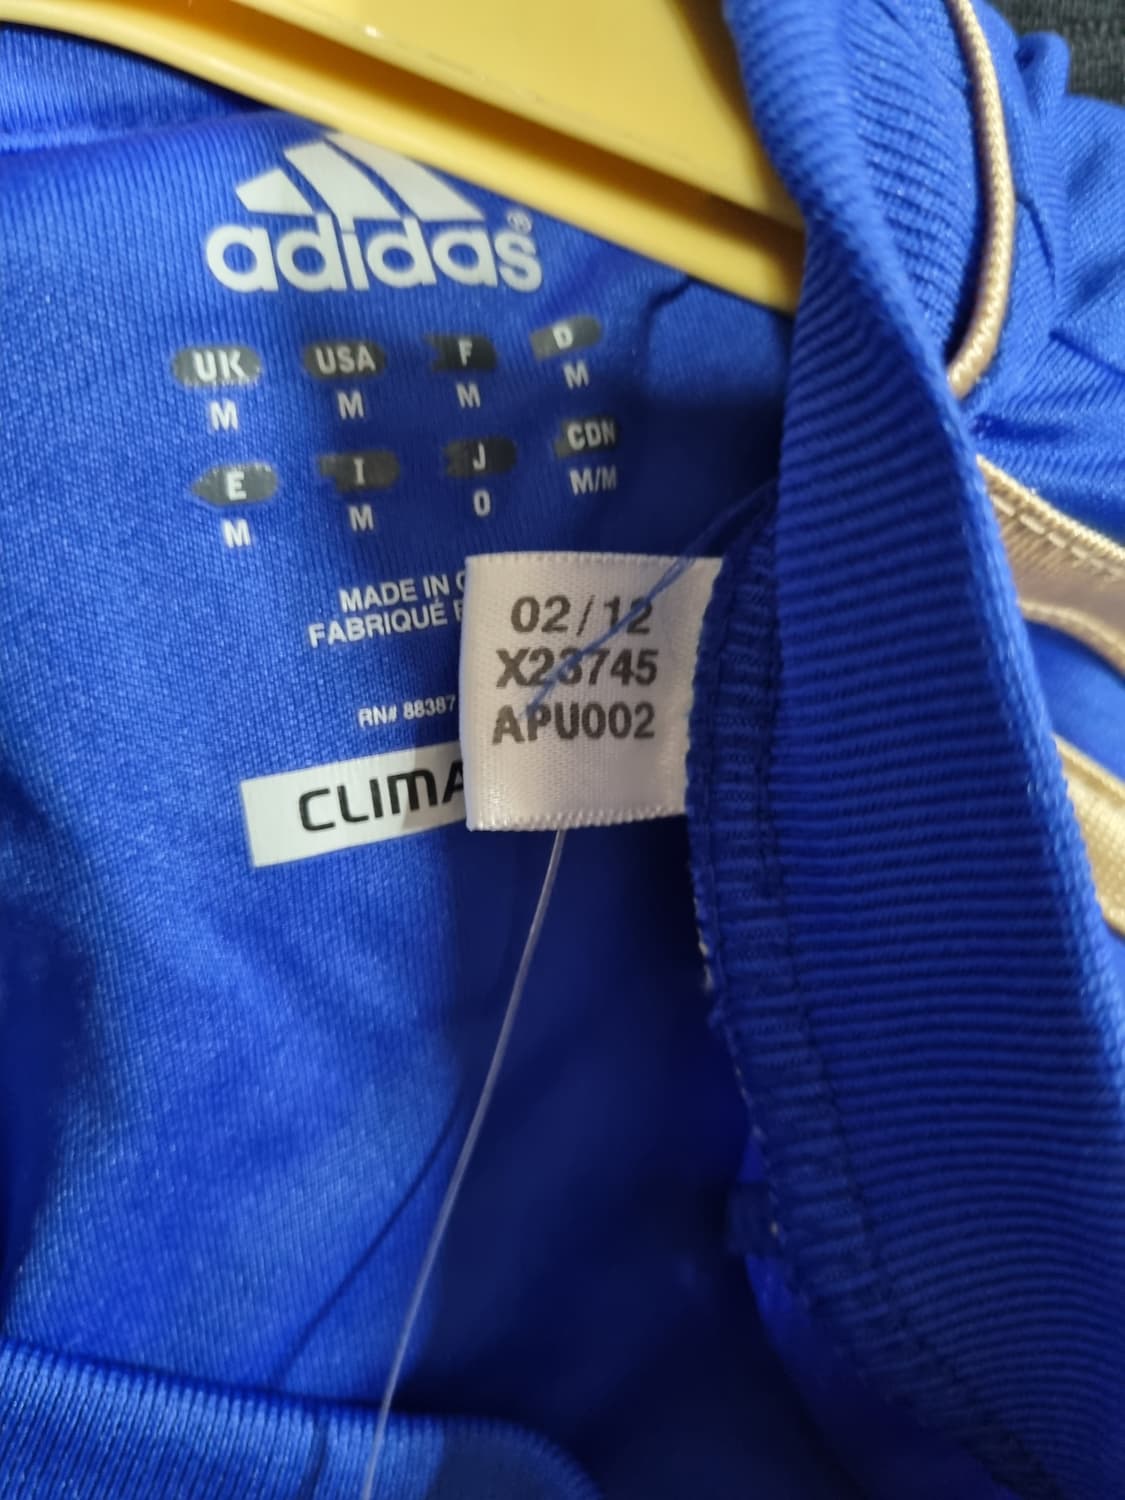 adidas®
UK USA F D
M M M M
E I J CDN
M M O M/M
MADE IN
FABRIQUÉ
RN# 88387
CLIMA
02/12
X23745
APU002